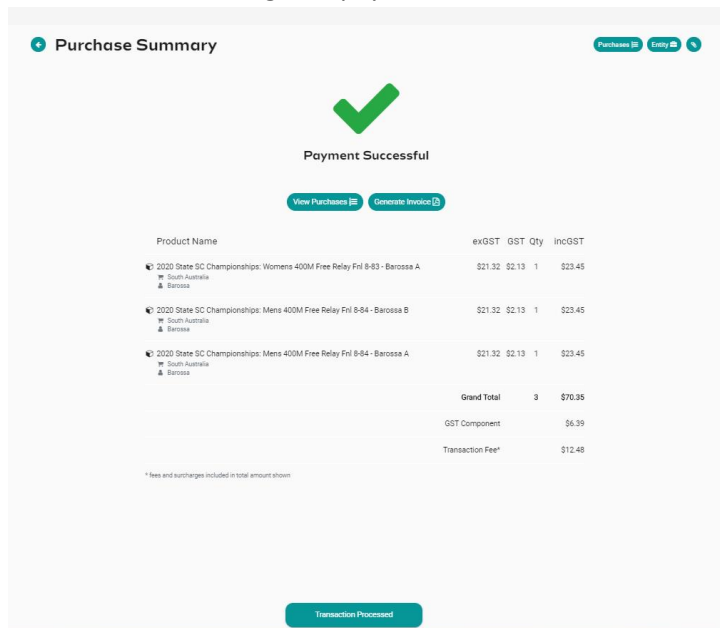 Purchase Summary
Purchases
Entity
Payment Successful
View Purchases
Generate Invoice
Product Name exGST GST Qty incGST
2020 State SC Championships: Womens 400M Free Relay Fnl 8-83 - Barossa A $21.32 $2.13 1 $23.45
South Australia
Barossa
2020 State SC Championships: Mens 400M Free Relay Fnl 8-84 - Barossa B $21.32 $2.13 1 $23.45
South Australia
Barossa
2020 State SC Championships: Mens 400M Free Relay Fnl 8-84 - Barossa A $21.32 $2.13 1 $23.45
South Australia
Barossa
Grand Total 3 $70.35
GST Component $6.39
Transaction Fee* $12.48
* fees and surcharges included in total amount shown
Transaction Processed